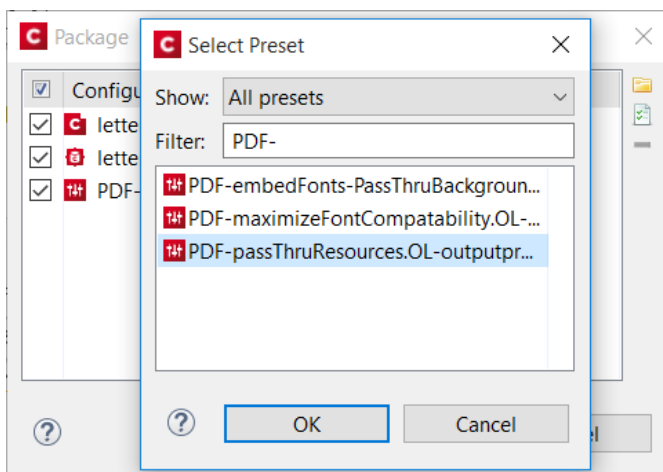 Package
Select Preset
Configu
Show: All presets
lette
Filter: PDF-
lette
PDF-
PDF-embedFonts-PassThruBackgroun...
PDF-maximizeFontCompatability.OL-...
PDF-passThruResources.OL-outputpr...
OK
Cancel
el